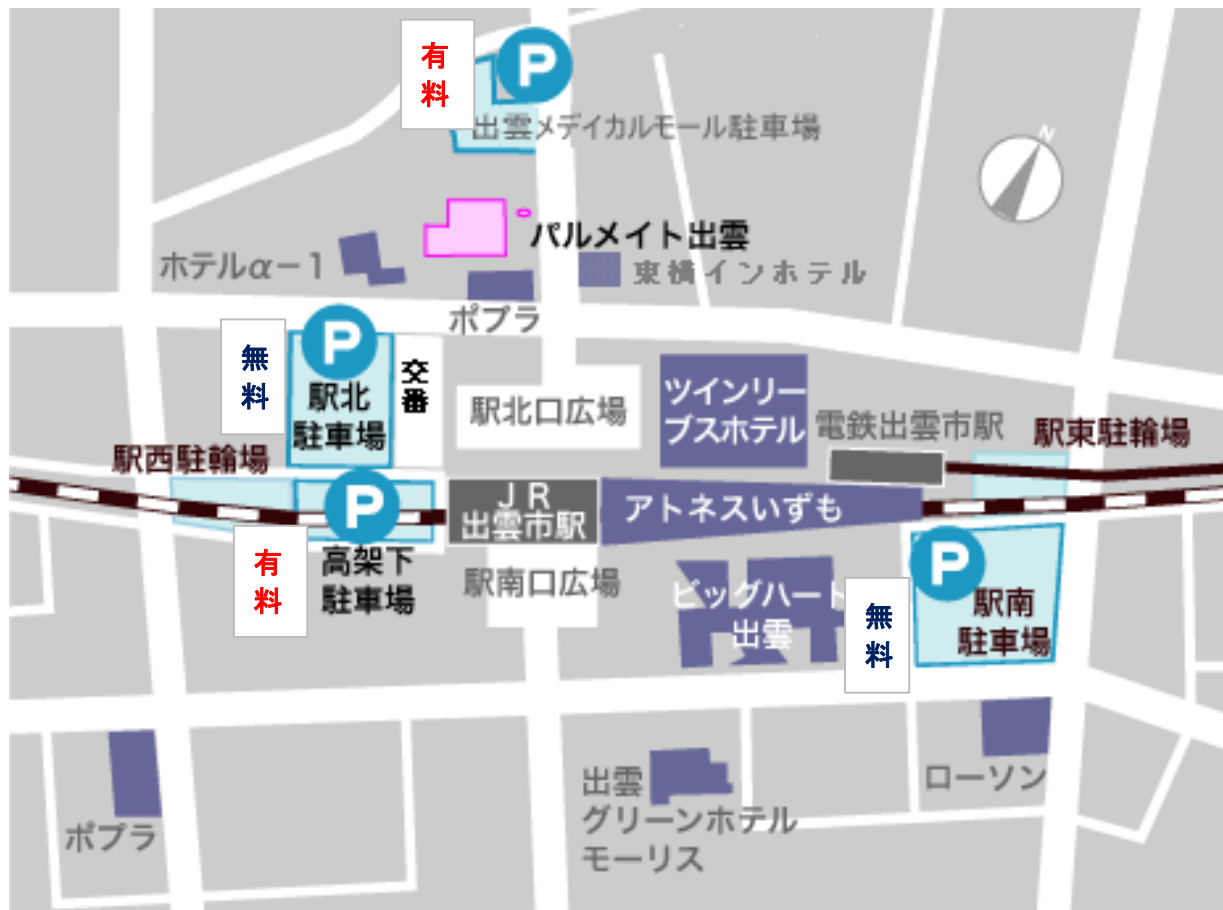 有
料
P
出雲メディカルモール駐車場
N
パルメイト出雲
ホテルα-1
東横インホテル
ポプラ
無
料
P
駅北
駐車場
交
番
駅北口広場
ツインリー
ブスホテル
電鉄出雲市駅
駅東駐輪場
駅西駐輪場
P
高架下
駐車場
有
料
JR
出雲市駅
アトネスいずも
駅南口広場
ビッグハート
出雲
無
料
P
駅南
駐車場
ポプラ
出雲
グリーンホテル
モーリス
ローソン